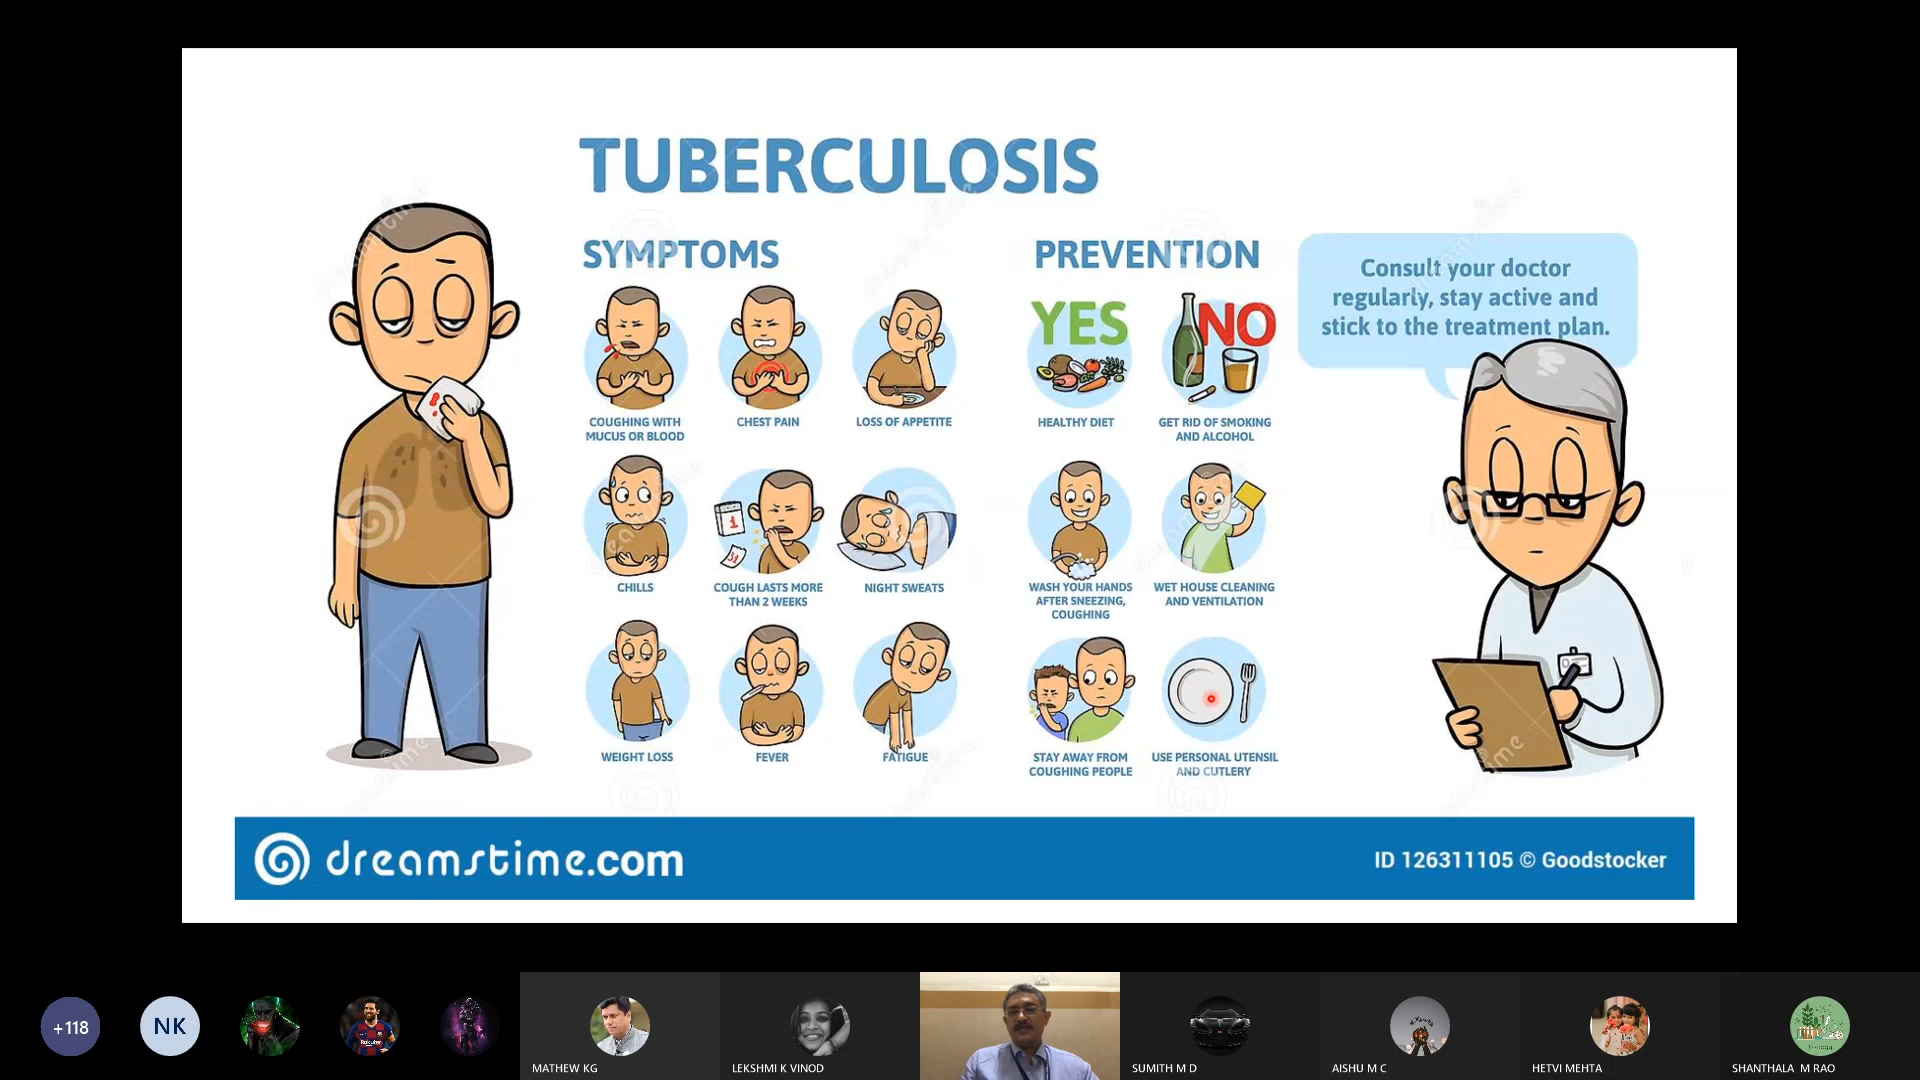 TUBERCULOSIS
SYMPTOMS
COUGHING WITH
MUCUS OR BLOOD
CHEST PAIN
LOSS OF APPETITE
CHILLS
1
31
COUGH LASTS MORE
THAN 2 WEEKS
NIGHT SWEATS
WEIGHT LOSS
FEVER
FATIGUE
PREVENTION
YES
HEALTHY DIET
NO
GET RID OF SMOKING
AND ALCOHOL
WASH YOUR HANDS
AFTER SNEEZING,
COUGHING
WET HOUSE CLEANING
AND VENTILATION
STAY AWAY FROM
COUGHING PEOPLE
USE PERSONAL UTENSIL
AND CUTLERY
Consult your doctor
regularly, stay active and
stick to the treatment plan.
dreamstime.com
ID 126311105 © Goodstocker
+118
NK
MATHEW KG
LEKSHMI K VINOD
SUMITH M D
AISHU M C
HETVI MEHTA
SHANTHALA M RAO